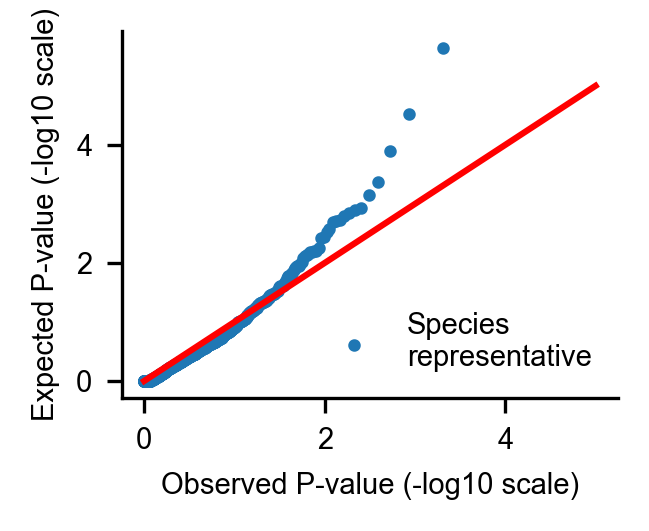 Expected P-value (-log10 scale)
4
2
0
Species
representative
0 2 4
Observed P-value (-log10 scale)